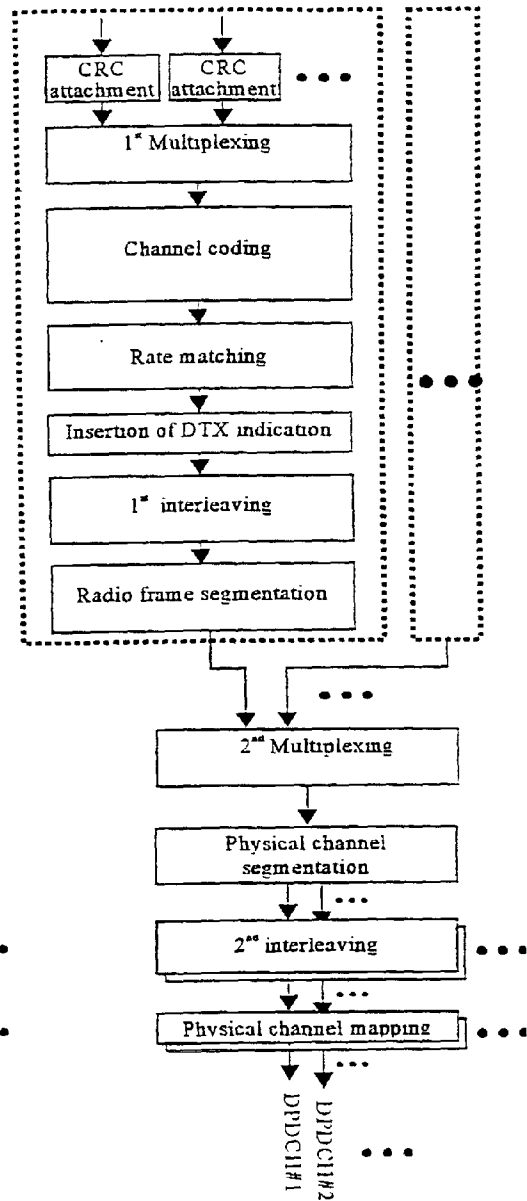 CRC CRC
attachment attachment
1st Multiplexing
Channel coding
Rate matching
Insertion of DTX indication
1st interleaving
Radio frame segmentation
2nd Multiplexing
Physical channel
segmentation
2nd interleaving
Physical channel mapping
DPDCH#1
DPDCH#2